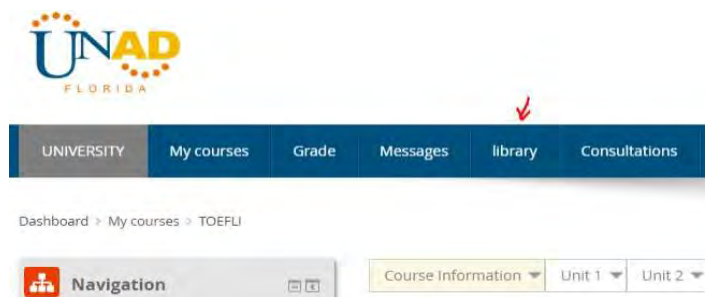 UNAD
FLORIDA
UNIVERSITY My courses Grade Messages library Consultations
Dashboard > My courses > TOEFLI
Navigation
Course Information Unit 1 Unit 2